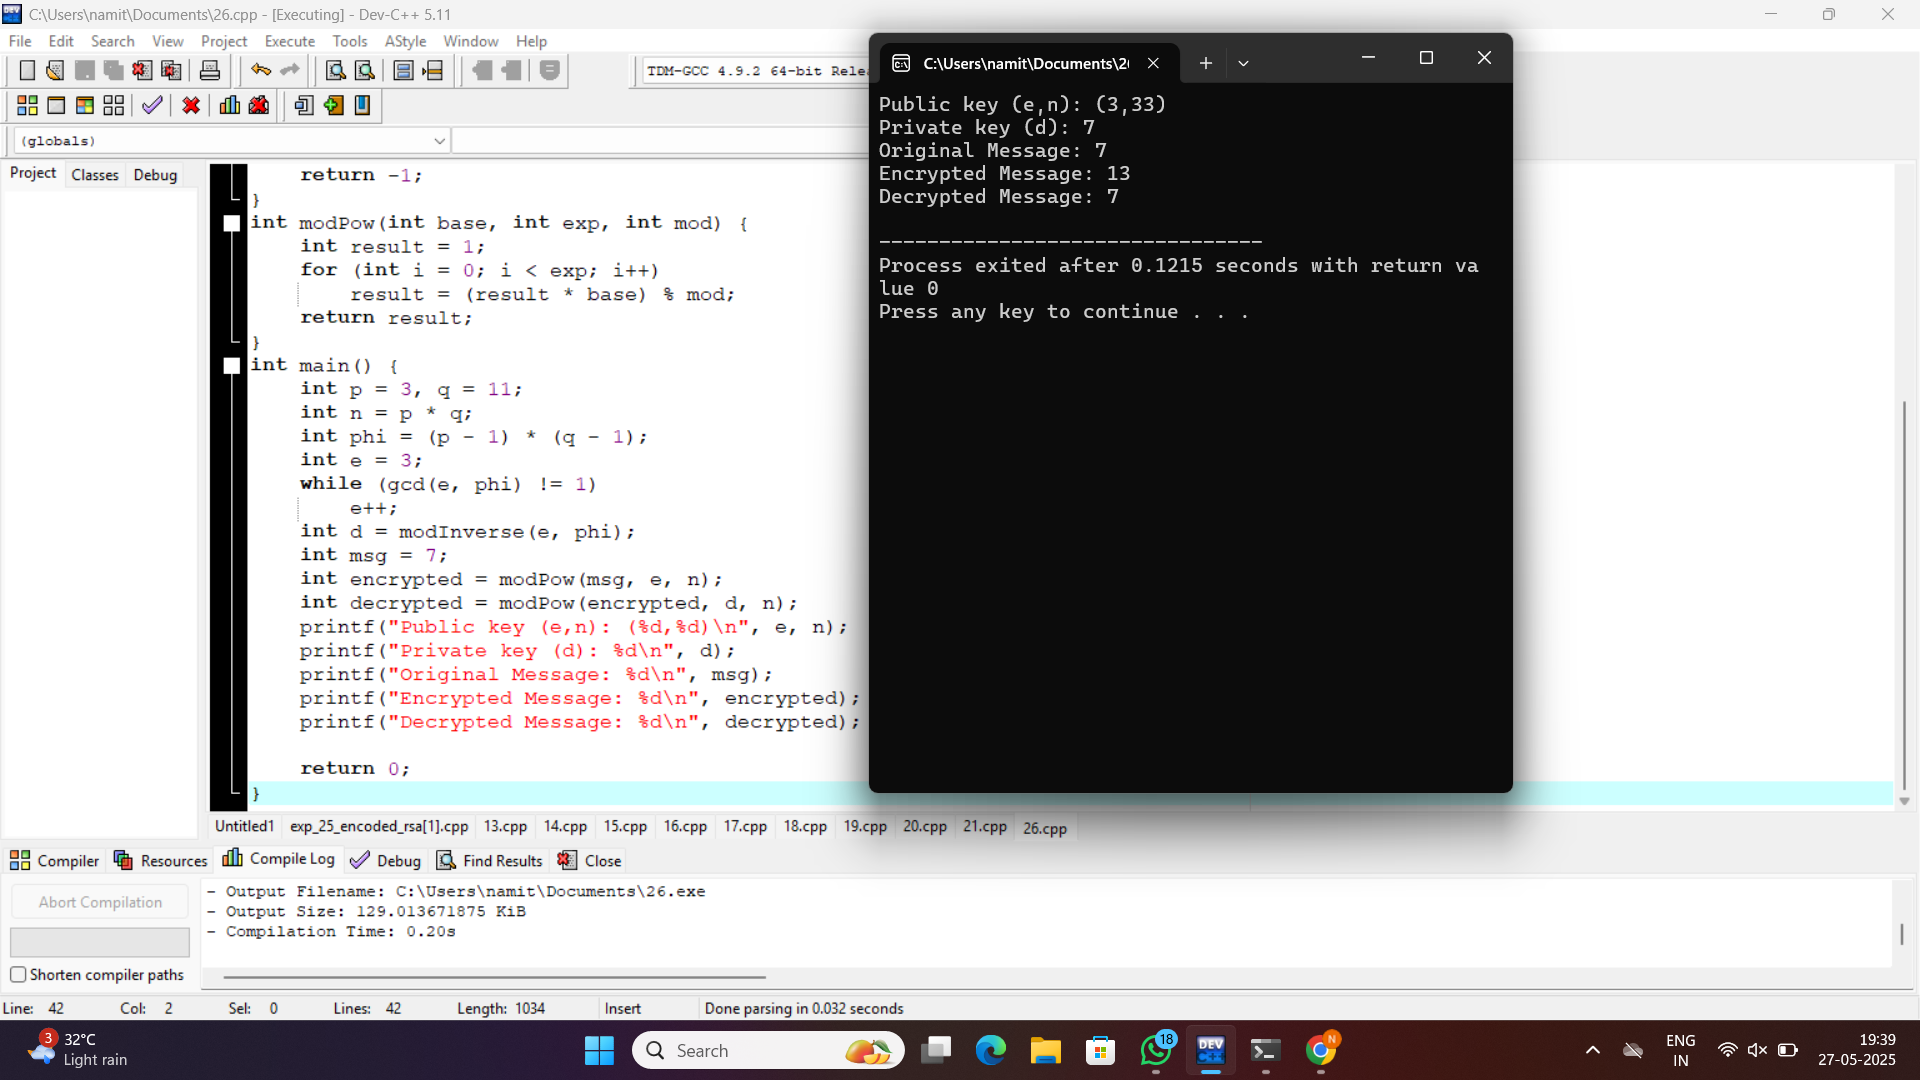 C:\Users\namit\Documents\26.cpp - [Executing] - Dev-C++ 5.11
File Edit Search View Project Execute Tools AStyle Window Help
TDM-GCC 4.9.2 64-bit Rele
(globals)
Project Classes Debug
return -1;
}
int modPow(int base, int exp, int mod) {
int result = 1;
for (int i = 0; i < exp; i++)
result = (result * base) % mod;
return result;
}
int main() {
int p = 3, q = 11;
int n = p * q;
int phi = (p - 1) * (q - 1);
int e = 3;
while (gcd(e, phi) != 1)
e++;
int d = modInverse(e, phi);
int msg = 7;
int encrypted = modPow(msg, e, n);
int decrypted = modPow(encrypted, d, n);
printf("Public key (e,n): (%d,%d)\n", e, n);
printf("Private key (d): %d\n", d);
printf("Original Message: %d\n", msg);
printf("Encrypted Message: %d\n", encrypted);
printf("Decrypted Message: %d\n", decrypted);
return 0;
}
C:\Users\namit\Documents\2
Public key (e,n): (3,33)
Private key (d): 7
Original Message: 7
Encrypted Message: 13
Decrypted Message: 7
--------------------------------
Process exited after 0.1215 seconds with return va
lue 0
Press any key to continue . . .
Untitled1 exp_25_encoded_rsa[1].cpp 13.cpp 14.cpp 15.cpp 16.cpp 17.cpp 18.cpp 19.cpp 20.cpp 21.cpp 26.cpp
Compiler Resources Compile Log Debug Find Results Close
Abort Compilation
Shorten compiler paths
- Output Filename: C:\Users\namit\Documents\26.exe
- Output Size: 129.013671875 KiB
- Compilation Time: 0.20s
Line: 42 Col: 2 Sel: 0 Lines: 42 Length: 1034 Insert Done parsing in 0.032 seconds
3
32°C
Light rain
Search
18
DEV
N
ENG
IN
19:39
27-05-2025